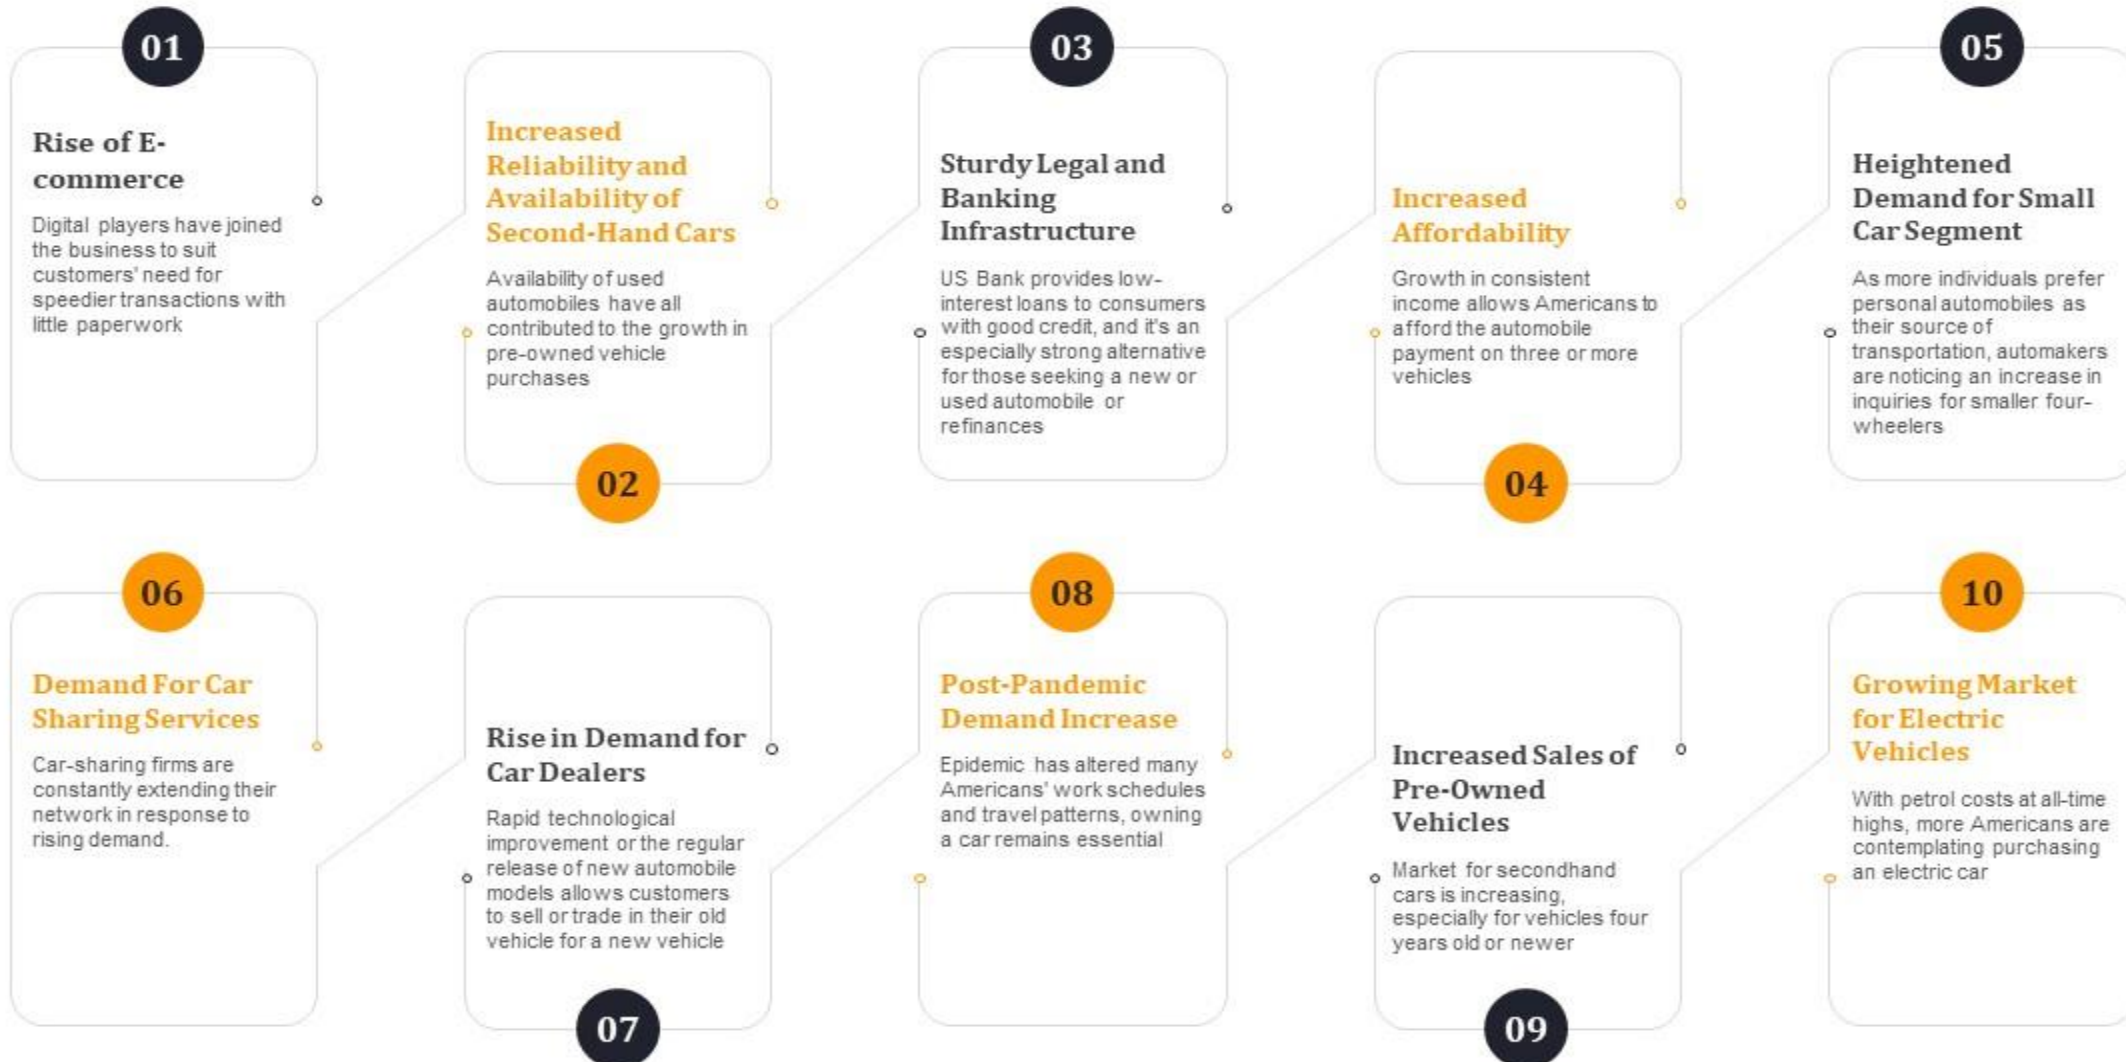 01
Rise of E-
commerce
Digital players have joined
the business to suit
customers' need for
speedier transactions with
little paperwork
Increased
Reliability and
Availability of
Second-Hand Cars
Availability of used
automobiles have all
contributed to the growth in
pre-owned vehicle
purchases
02
03
Sturdy Legal and
Banking
Infrastructure
US Bank provides low-
interest loans to consumers
with good credit, and it's an
especially strong alternative
for those seeking a new or
used automobile or
refinances
Increased
Affordability
Growth in consistent
income allows Americans to
afford the automobile
payment on three or more
vehicles
04
05
Heightened
Demand for Small
Car Segment
As more individuals prefer
personal automobiles as
their source of
transportation, automakers
are noticing an increase in
inquiries for smaller four-
wheelers
06
Demand For Car
Sharing Services
Car-sharing firms are
constantly extending their
network in response to
rising demand.
Rise in Demand for
Car Dealers
Rapid technological
improvement or the regular
release of new automobile
models allows customers
to sell or trade in their old
vehicle for a new vehicle
07
08
Post-Pandemic
Demand Increase
Epidemic has altered many
Americans' work schedules
and travel patterns, owning
a car remains essential
Increased Sales of
Pre-Owned
Vehicles
Market for secondhand
cars is increasing,
especially for vehicles four
years old or newer
09
10
Growing Market
for Electric
Vehicles
With petrol costs at all-time
highs, more Americans are
contemplating purchasing
an electric car